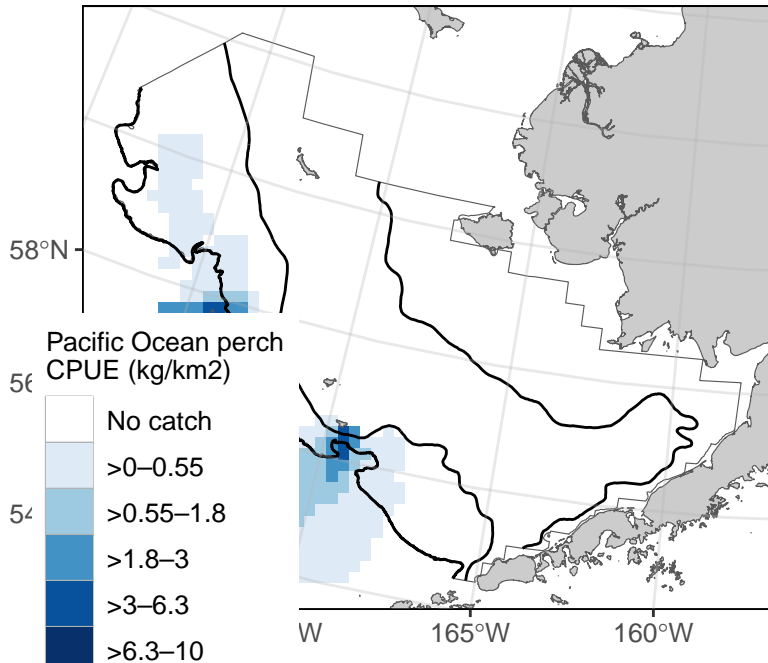 58°N
Pacific Ocean perch
CPUE (kg/km2)
No catch
>0–0.55
>0.55–1.8
>1.8–3
>3–6.3
>6.3–10
54
W
165°W
160°W